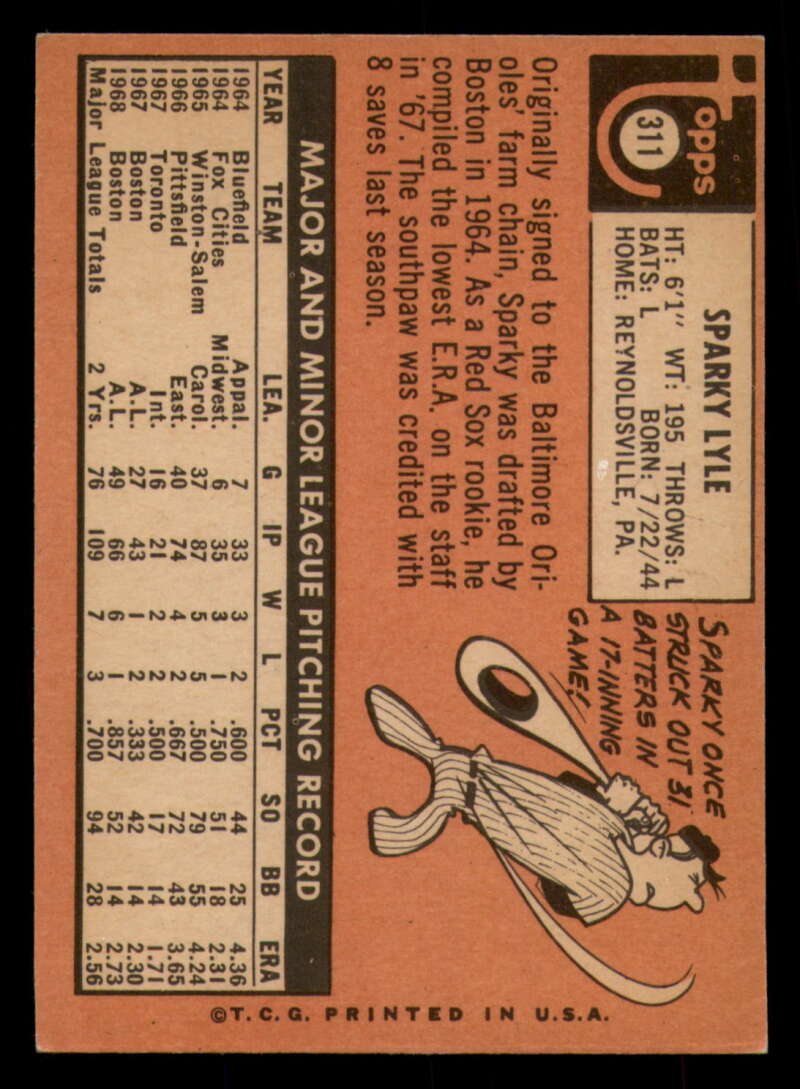 Topps
311
SPARKY LYLE
HT: 6'1" WT: 195 THROWS: L
BATS: L BORN: 7/22/44
HOME: REYNOLDSVILLE, PA.
SPARKY ONCE
STRUCK OUT 31
BATTERS IN
A 17-INNING
GAME!
Originally signed to the Baltimore Ori-
oles' farm chain, Sparky was drafted by
Boston in 1964. As a Red Sox rookie, he
compiled the lowest E.R.A. on the staff
in '67. The southpaw was credited with
8 saves last season.
MAJOR AND MINOR LEAGUE PITCHING RECORD
YEAR TEAM LEA. G IP W L PCT SO BB ERA
1964 Bluefield Appal. 7 33 3 2 .600 44 25 4.36
1964 Fox Cities Midwest. 6 35 3 1 .750 51 18 2.31
1965 Winston-Salem Carol. 37 87 5 5 .500 79 55 4.24
1966 Pittsfield East. 40 74 4 2 .667 72 43 3.65
1967 Toronto Int. 16 21 2 2 .500 17 14 1.71
1967 Boston A.L. 27 43 1 2 .333 42 14 2.30
1968 Boston A.L. 49 66 6 1 .857 52 14 2.73
Major League Totals 2 Yrs. 76 109 7 3 .700 94 28 2.56
©T.C.G. PRINTED IN U.S.A.